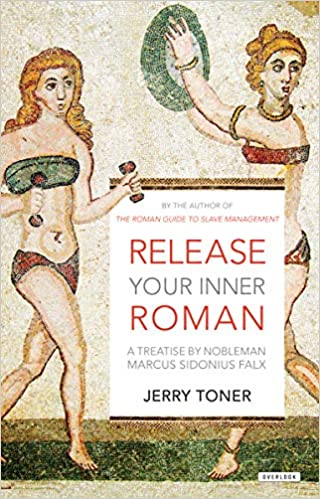 BY THE AUTHOR OF
THE ROMAN GUIDE TO SLAVE MANAGEMENT
RELEASE
YOUR INNER
ROMAN
A TREATISE BY NOBLEMAN
MARCUS SIDONIUS FALX
JERRY TONER
OVERLOOK